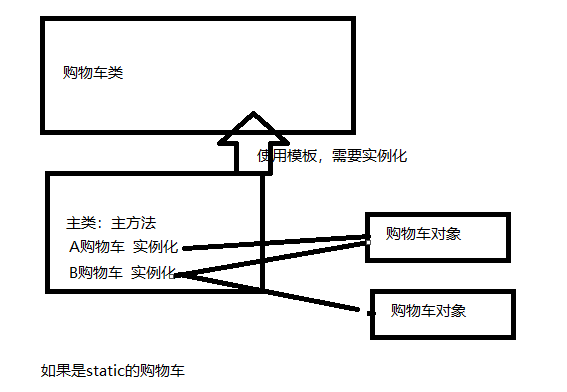 购物车类
使用模板，需要实例化
主类：主方法
A购物车 实例化
B购物车 实例化
购物车对象
购物车对象
如果是static的购物车